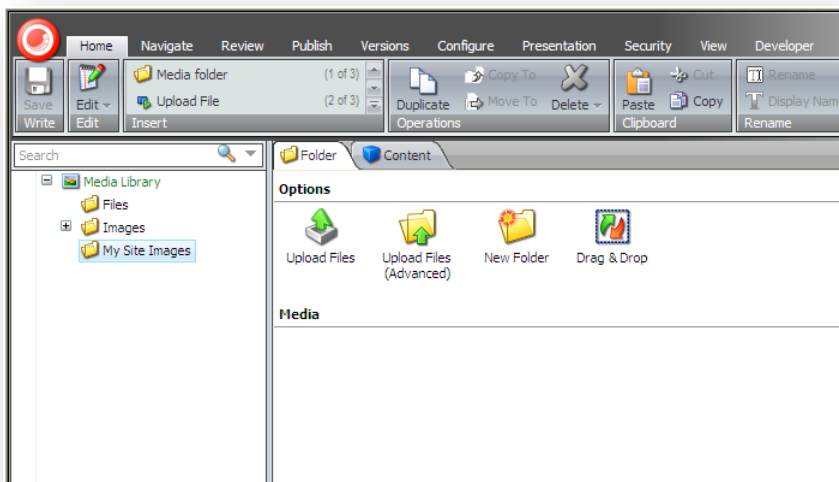 Home Navigate Review Publish Versions Configure Presentation Security View Developer
Save
Write
Edit
Edit
Media folder (1 of 3)
Upload File (2 of 3)
Insert
Duplicate
Copy To
Move To
Delete
Operations
Paste
Cut
Copy
Clipboard
Rename
Display Nam
Rename
Search
Media Library
Files
Images
My Site Images
Folder Content
Options
Upload Files
Upload Files
(Advanced)
New Folder
Drag & Drop
Media